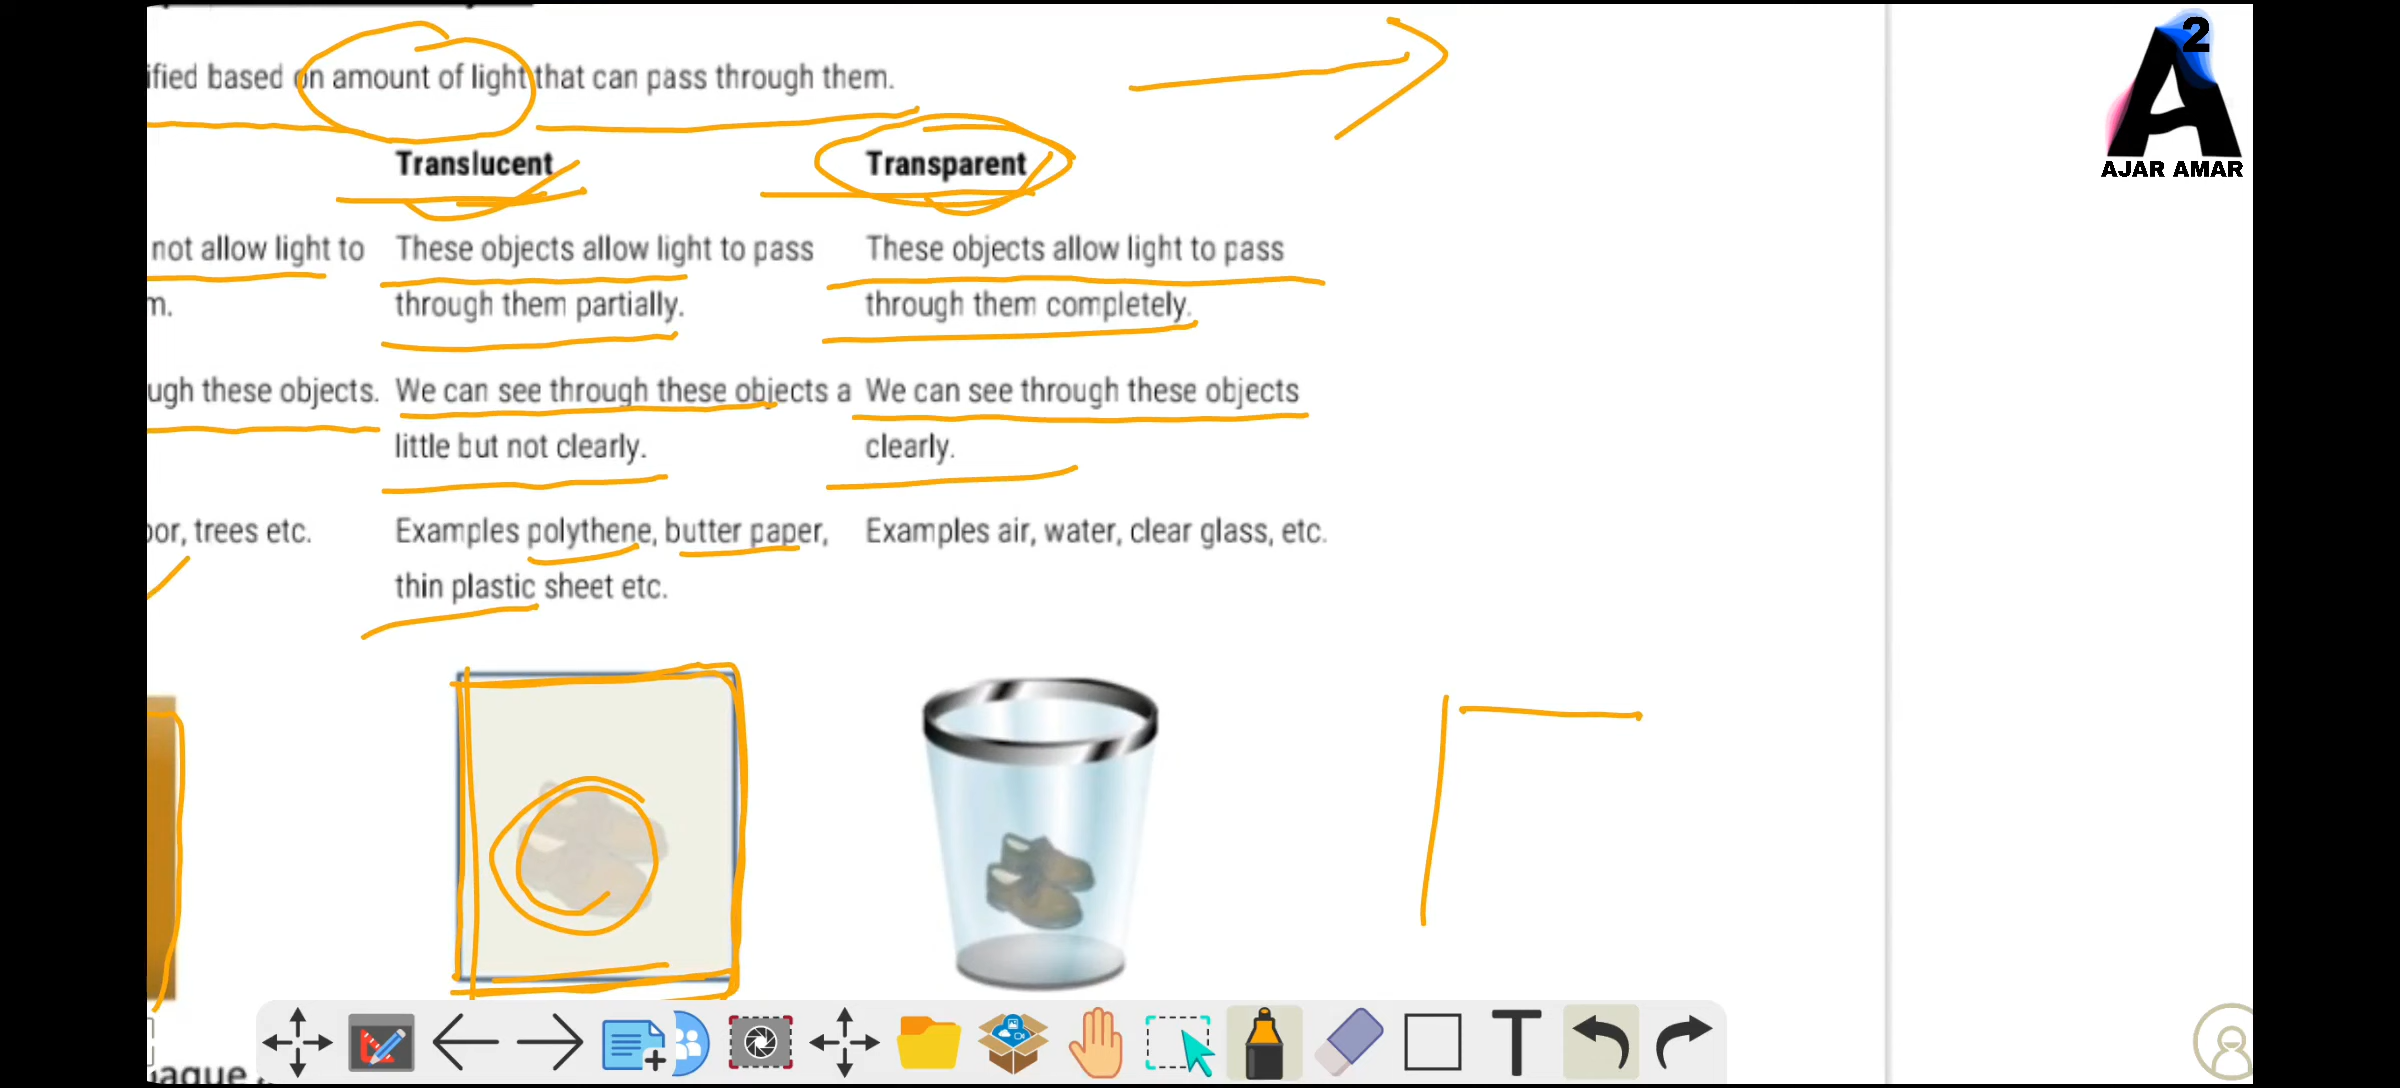 ified based on amount of light that can pass through them.
Translucent Transparent
not allow light to These objects allow light to pass These objects allow light to pass
m. through them partially. through them completely.
ugh these objects. We can see through these objects a We can see through these objects
little but not clearly. clearly.
oor, trees etc. Examples polythene, butter paper, Examples air, water, clear glass, etc.
thin plastic sheet etc.
A2
AJAR AMAR
T